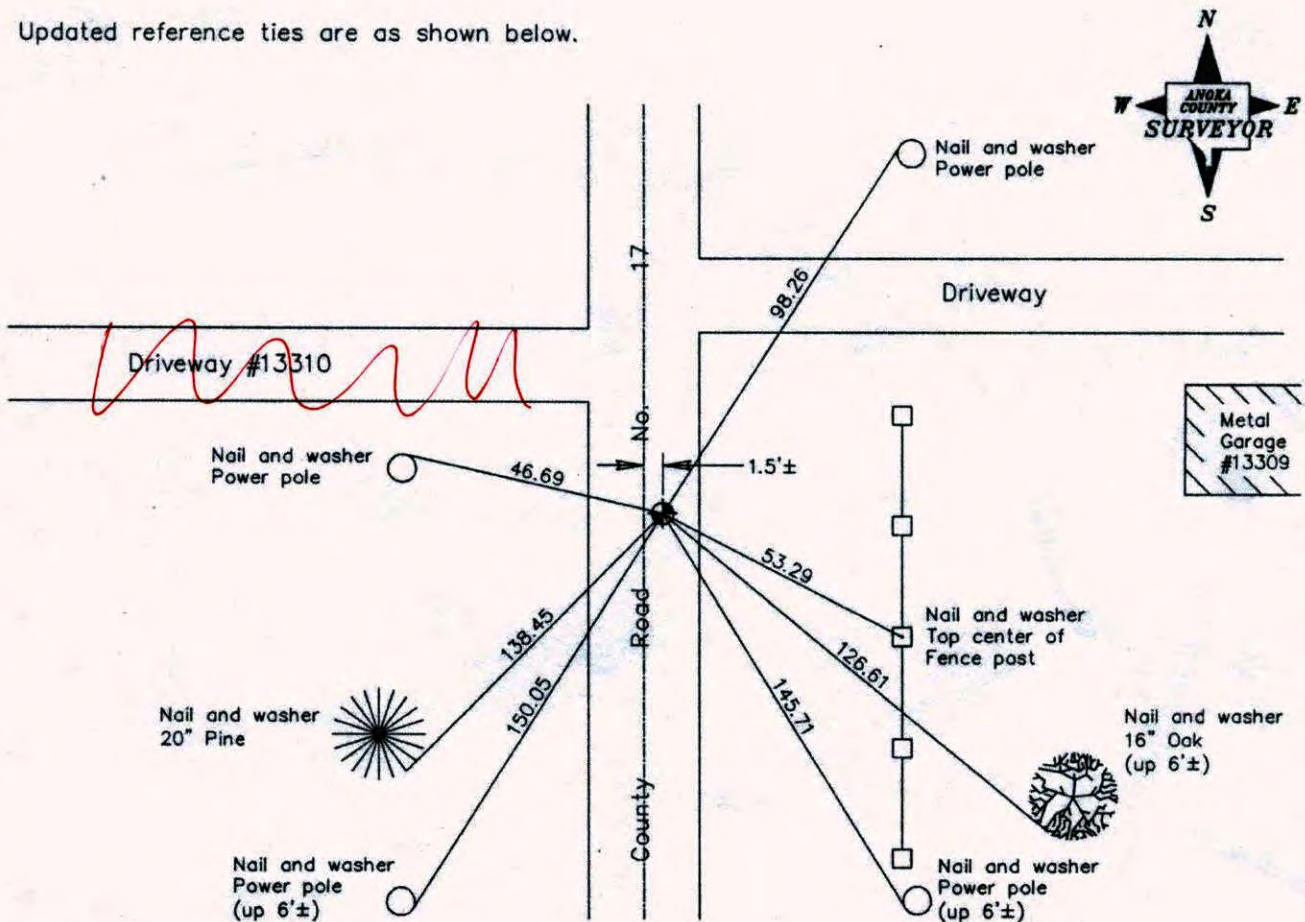 Updated reference ties are as shown below.
N
W
ANOKA
COUNTY
E
SURVEYOR
S
Nail and washer
Power pole
98.26
Driveway
Driveway #13310
County Road No. 17
Nail and washer
Power pole
46.69
1.5'±
Metal
Garage
#13309
53.29
Nail and washer
Top center of
Fence post
138.45
150.05
126.61
145.71
Nail and washer
20" Pine
Nail and washer
16" Oak
(up 6'±)
Nail and washer
Power pole
(up 6'±)
Nail and washer
Power pole
(up 6'±)